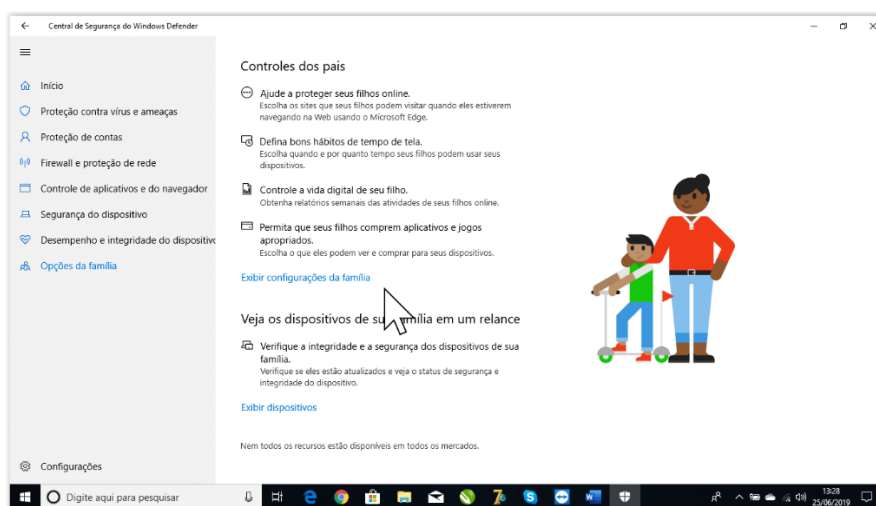 Central de Segurança do Windows Defender
Início
Proteção contra vírus e ameaças
Proteção de contas
Firewall e proteção de rede
Controle de aplicativos e do navegador
Segurança do dispositivo
Desempenho e integridade do dispositivo
Opções da família
Configurações
Controles dos pais
Ajude a proteger seus filhos online.
Escolha os sites que seus filhos podem visitar quando eles estiverem
navegando na Web usando o Microsoft Edge.
Defina bons hábitos de tempo de tela.
Escolha quando e por quanto tempo seus filhos podem usar seus
dispositivos.
Controle a vida digital de seu filho.
Obtenha relatórios semanais das atividades de seus filhos online.
Permita que seus filhos comprem aplicativos e jogos
apropriados.
Escolha o que eles podem ver e comprar para seus dispositivos.
Exibir configurações da família
Veja os dispositivos de sua família em um relance
Verifique a integridade e a segurança dos dispositivos de sua
família.
Verifique se eles estão atualizados e veja o status de segurança e
integridade do dispositivo.
Exibir dispositivos
Nem todos os recursos estão disponíveis em todos os mercados.
Digite aqui para pesquisar
13:28
25/06/2019